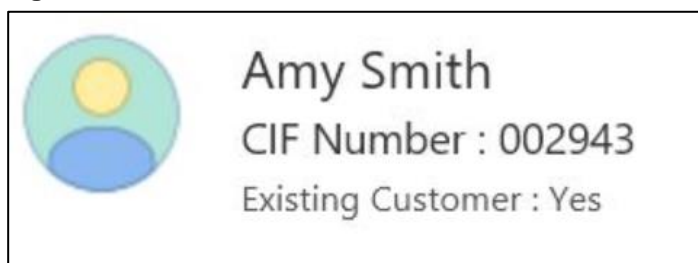 Amy Smith
CIF Number : 002943
Existing Customer : Yes